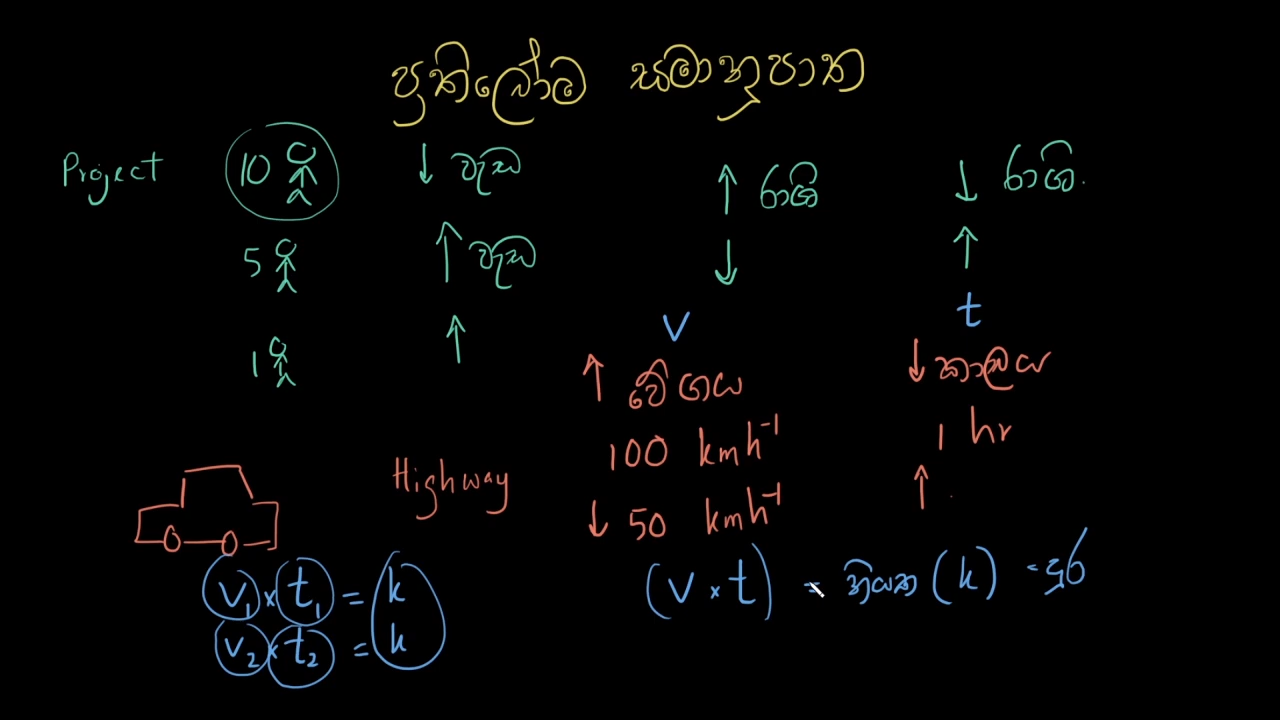 ප්‍රතිලෝම සමානුපාත
Project 10 ↓ වැඩ ↑ රාශි ↓ රාශි.
5 ↑ වැඩ ↓ ↑
1 ↑
V t
↑ වේගය ↓ කාලය
100 kmh⁻¹ 1 hr
Highway ↓ 50 kmh⁻¹ ↑
V₁ × t₁ = k
V₂ × t₂ = k
(V × t) = නියත (k) = දුර